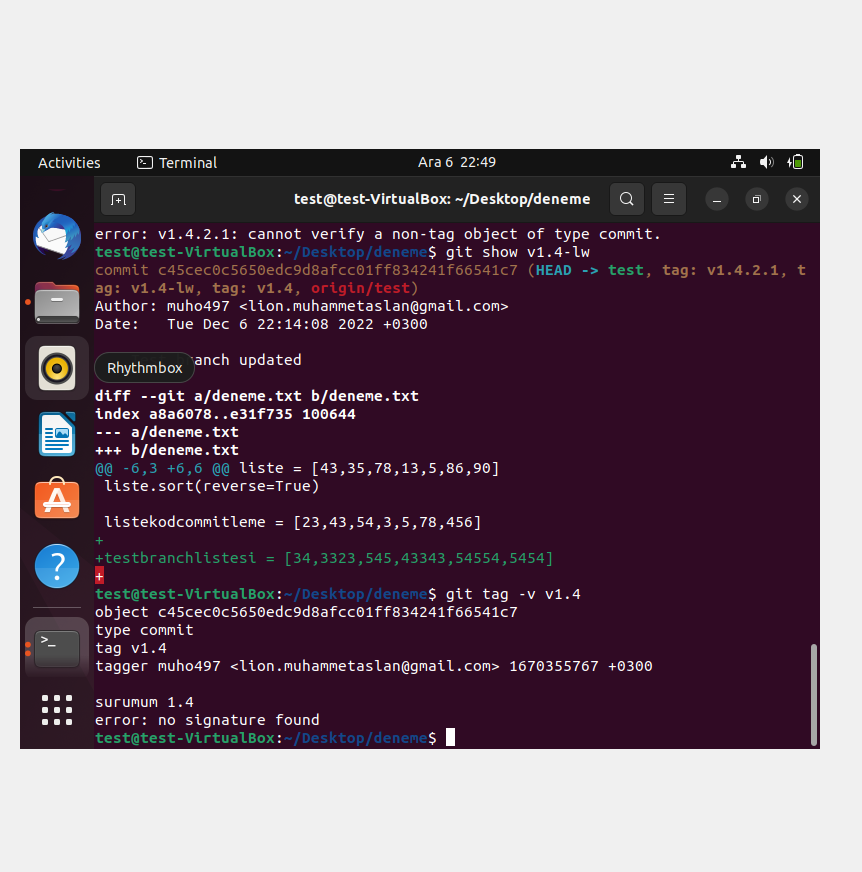 Activities
Terminal
Ara 6 22:49
test@test-VirtualBox: ~/Desktop/deneme
error: v1.4.2.1: cannot verify a non-tag object of type commit.
test@test-VirtualBox:~/Desktop/deneme$ git show v1.4-lw
commit c45cec0c5650edc9d8afcc01ff834241f66541c7 (HEAD -> test, tag: v1.4.2.1, t
ag: v1.4-lw, tag: v1.4, origin/test)
Author: muho497 <lion.muhammetaslan@gmail.com>
Date:   Tue Dec 6 22:14:08 2022 +0300
anch updated
Rhythmbox
diff --git a/deneme.txt b/deneme.txt
index a8a6078..e31f735 100644
--- a/deneme.txt
+++ b/deneme.txt
@@ -6,3 +6,6 @@ liste = [43,35,78,13,5,86,90]
 liste.sort(reverse=True)
 listekodcommitleme = [23,43,54,3,5,78,456]
+
+testbranchlistesi = [34,3323,545,43343,54554,5454]
+
test@test-VirtualBox:~/Desktop/deneme$ git tag -v v1.4
object c45cec0c5650edc9d8afcc01ff834241f66541c7
type commit
tag v1.4
tagger muho497 <lion.muhammetaslan@gmail.com> 1670355767 +0300
surumum 1.4
error: no signature found
test@test-VirtualBox:~/Desktop/deneme$